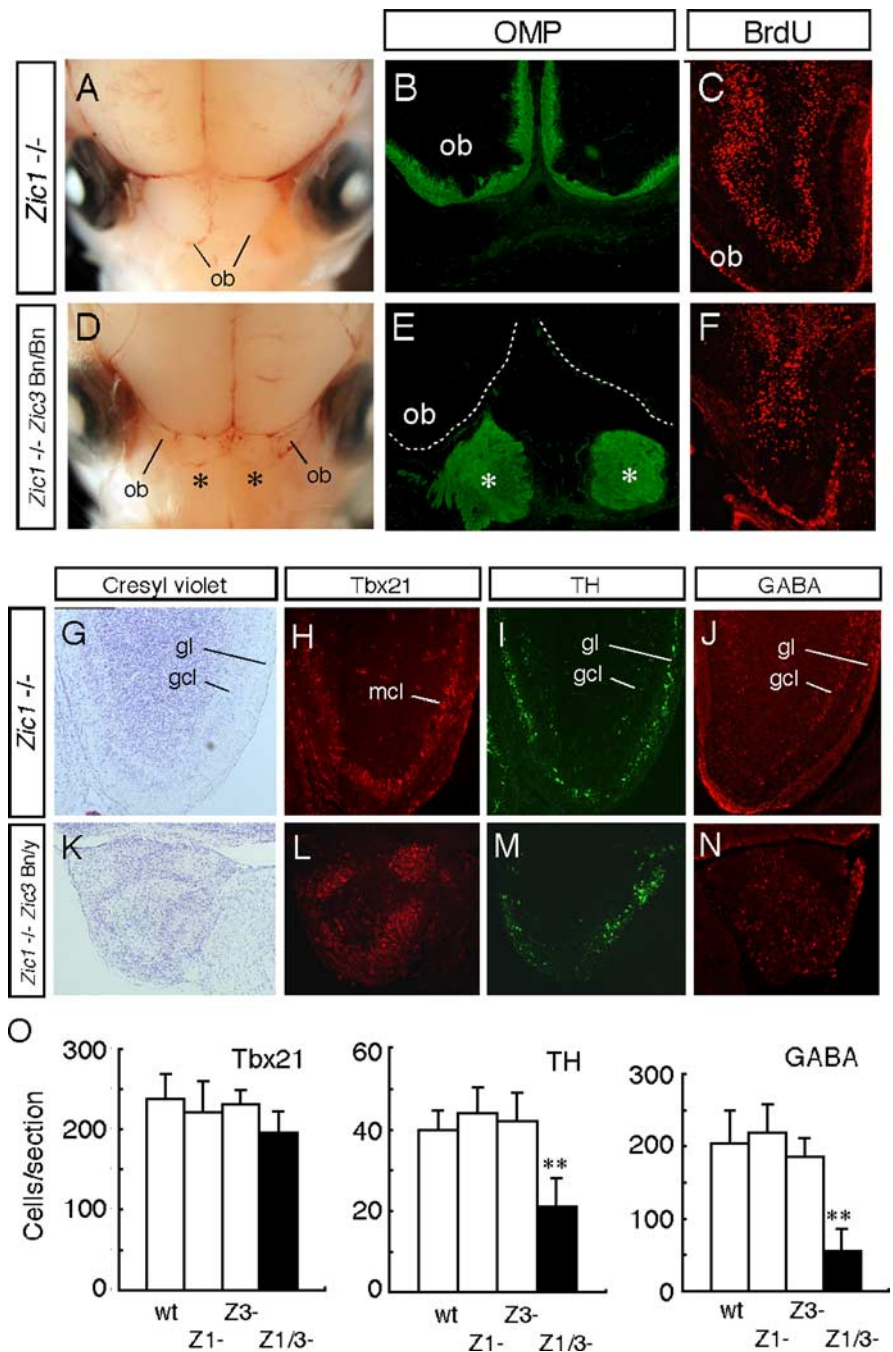 OMP BrdU
Zic1 -/-
A B C
ob ob ob
Zic1 -/- Zic3 Bn/Bn
D E F
ob ob ob
* * * *
Cresyl violet Tbx21 TH GABA
Zic1 -/-
G H I J
gl gl gl
gcl mcl gcl gcl
Zic1 -/- Zic3 Bn/y
K L M N
O
Cells/section
300 Tbx21
200
100
0
wt Z1- Z3- Z1/3-
60 TH
40
20
0
**
wt Z1- Z3- Z1/3-
300 GABA
200
100
50
0
**
wt Z1- Z3- Z1/3-